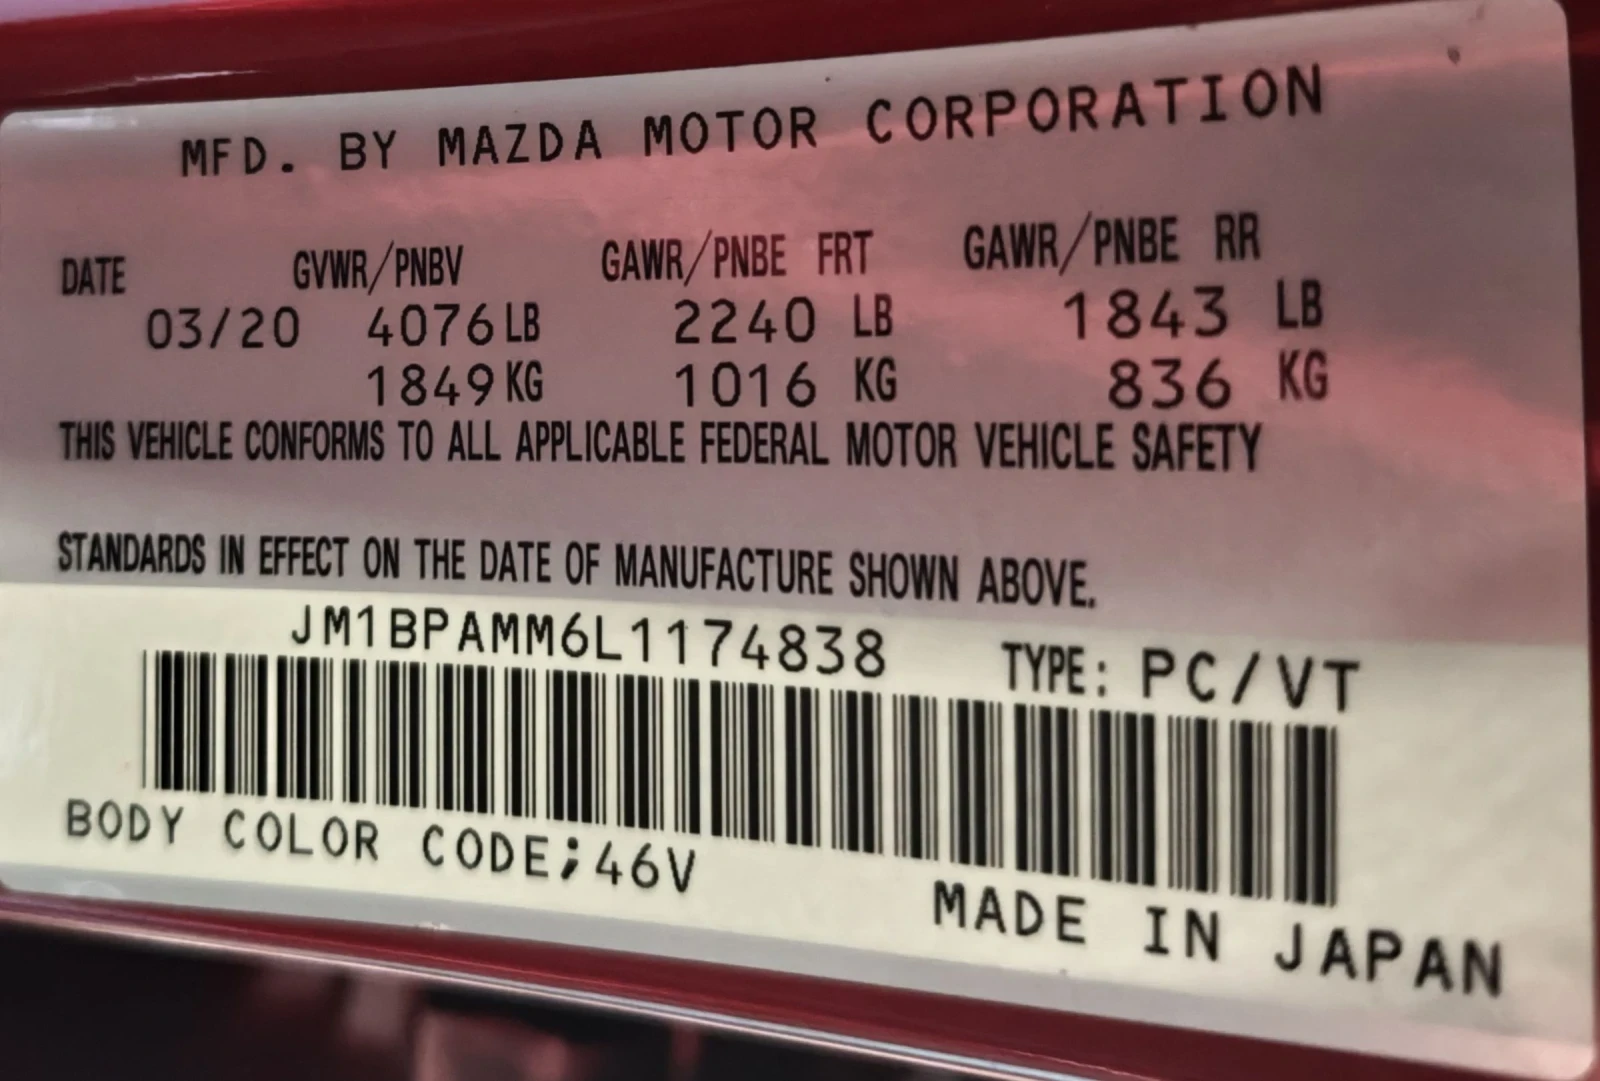 MFD. BY MAZDA MOTOR CORPORATION
DATE GVWR/PNBV GAWR/PNBE FRT GAWR/PNBE RR
03/20 4076LB 2240 LB 1843 LB
1849KG 1016 KG 836 KG
THIS VEHICLE CONFORMS TO ALL APPLICABLE FEDERAL MOTOR VEHICLE SAFETY
STANDARDS IN EFFECT ON THE DATE OF MANUFACTURE SHOWN ABOVE.
JM1BPAMM6L1174838 TYPE: PC/VT
BODY COLOR CODE;46V
MADE IN JAPAN